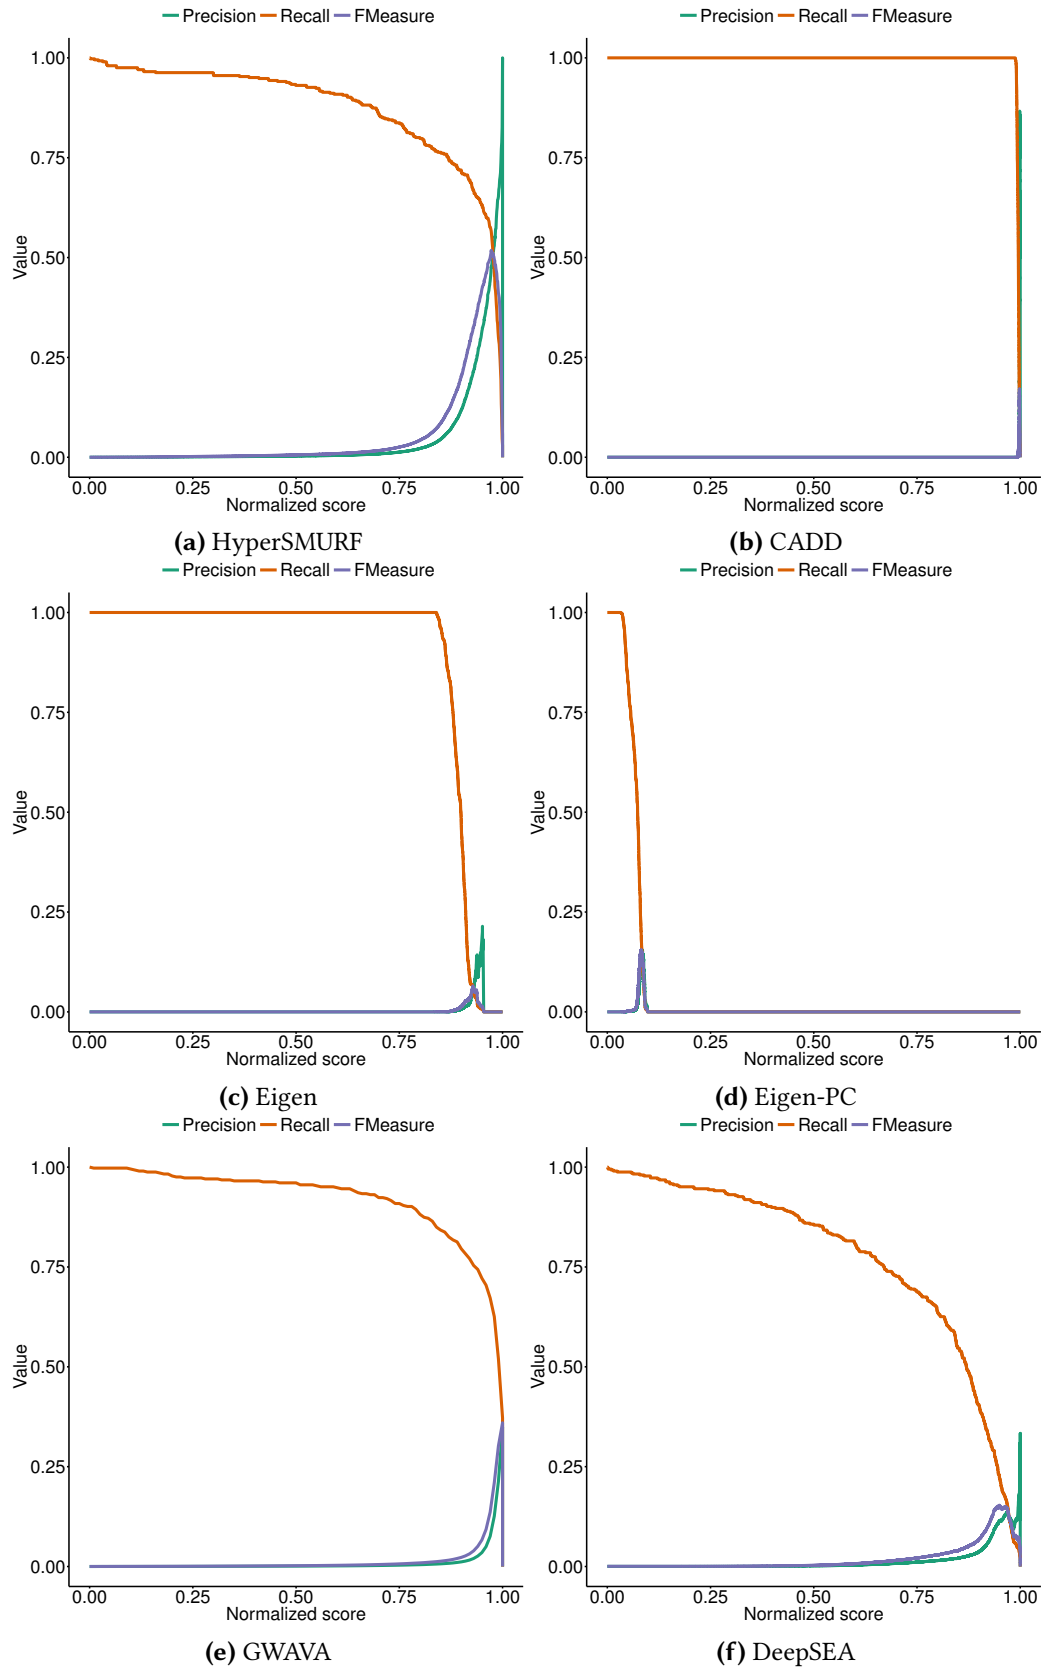 Precision Recall FMeasure
Precision Recall FMeasure
1.00
0.75
0.50
0.25
0.00
Value
0.00 0.25 0.50 0.75 1.00
Normalized score
(a) HyperSMURF
1.00
0.75
0.50
0.25
0.00
Value
0.00 0.25 0.50 0.75 1.00
Normalized score
(b) CADD
Precision Recall FMeasure
Precision Recall FMeasure
1.00
0.75
0.50
0.25
0.00
Value
0.00 0.25 0.50 0.75 1.00
Normalized score
(c) Eigen
1.00
0.75
0.50
0.25
0.00
Value
0.00 0.25 0.50 0.75 1.00
Normalized score
(d) Eigen-PC
Precision Recall FMeasure
Precision Recall FMeasure
1.00
0.75
0.50
0.25
0.00
Value
0.00 0.25 0.50 0.75 1.00
Normalized score
(e) GWAVA
1.00
0.75
0.50
0.25
0.00
Value
0.00 0.25 0.50 0.75 1.00
Normalized score
(f) DeepSEA